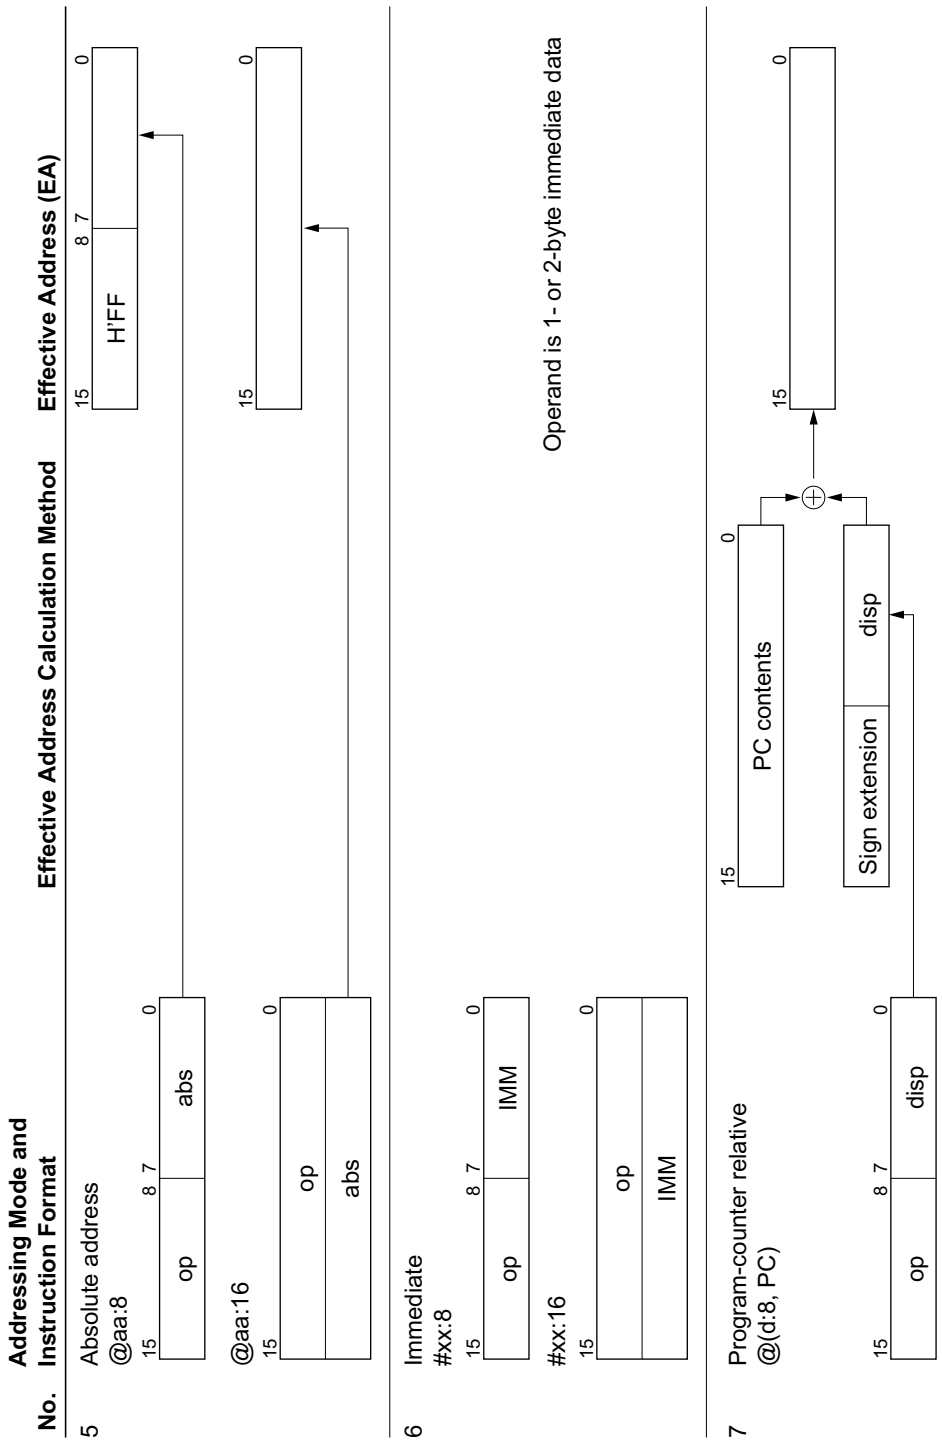 Addressing Mode and
No. Instruction Format Effective Address Calculation Method Effective Address (EA)
5 Absolute address
@aa:8
15 8 7 0
op abs
15 8 7 0
H'FF
@aa:16
15 0
op
abs
15 0
6 Immediate
#xx:8
15 8 7 0
op IMM
#xx:16
15 0
op
IMM
Operand is 1- or 2-byte immediate data
7 Program-counter relative
@(d:8, PC)
15 8 7 0
op disp
15 0
PC contents
Sign extension disp
15 0